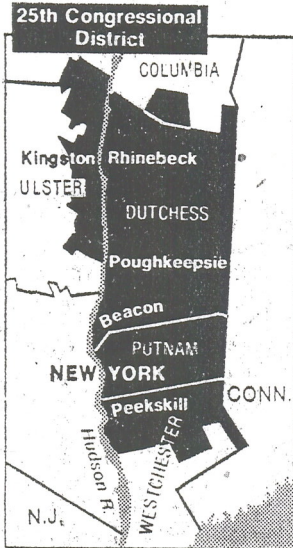 25th Congressional
District
COLUMBIA
Kingston Rhinebeck
ULSTER
DUTCHESS
Poughkeepsie
Beacon
PUTNAM
NEW YORK
CONN.
Peekskill
Hudson R.
WESTCHESTER
N.J.